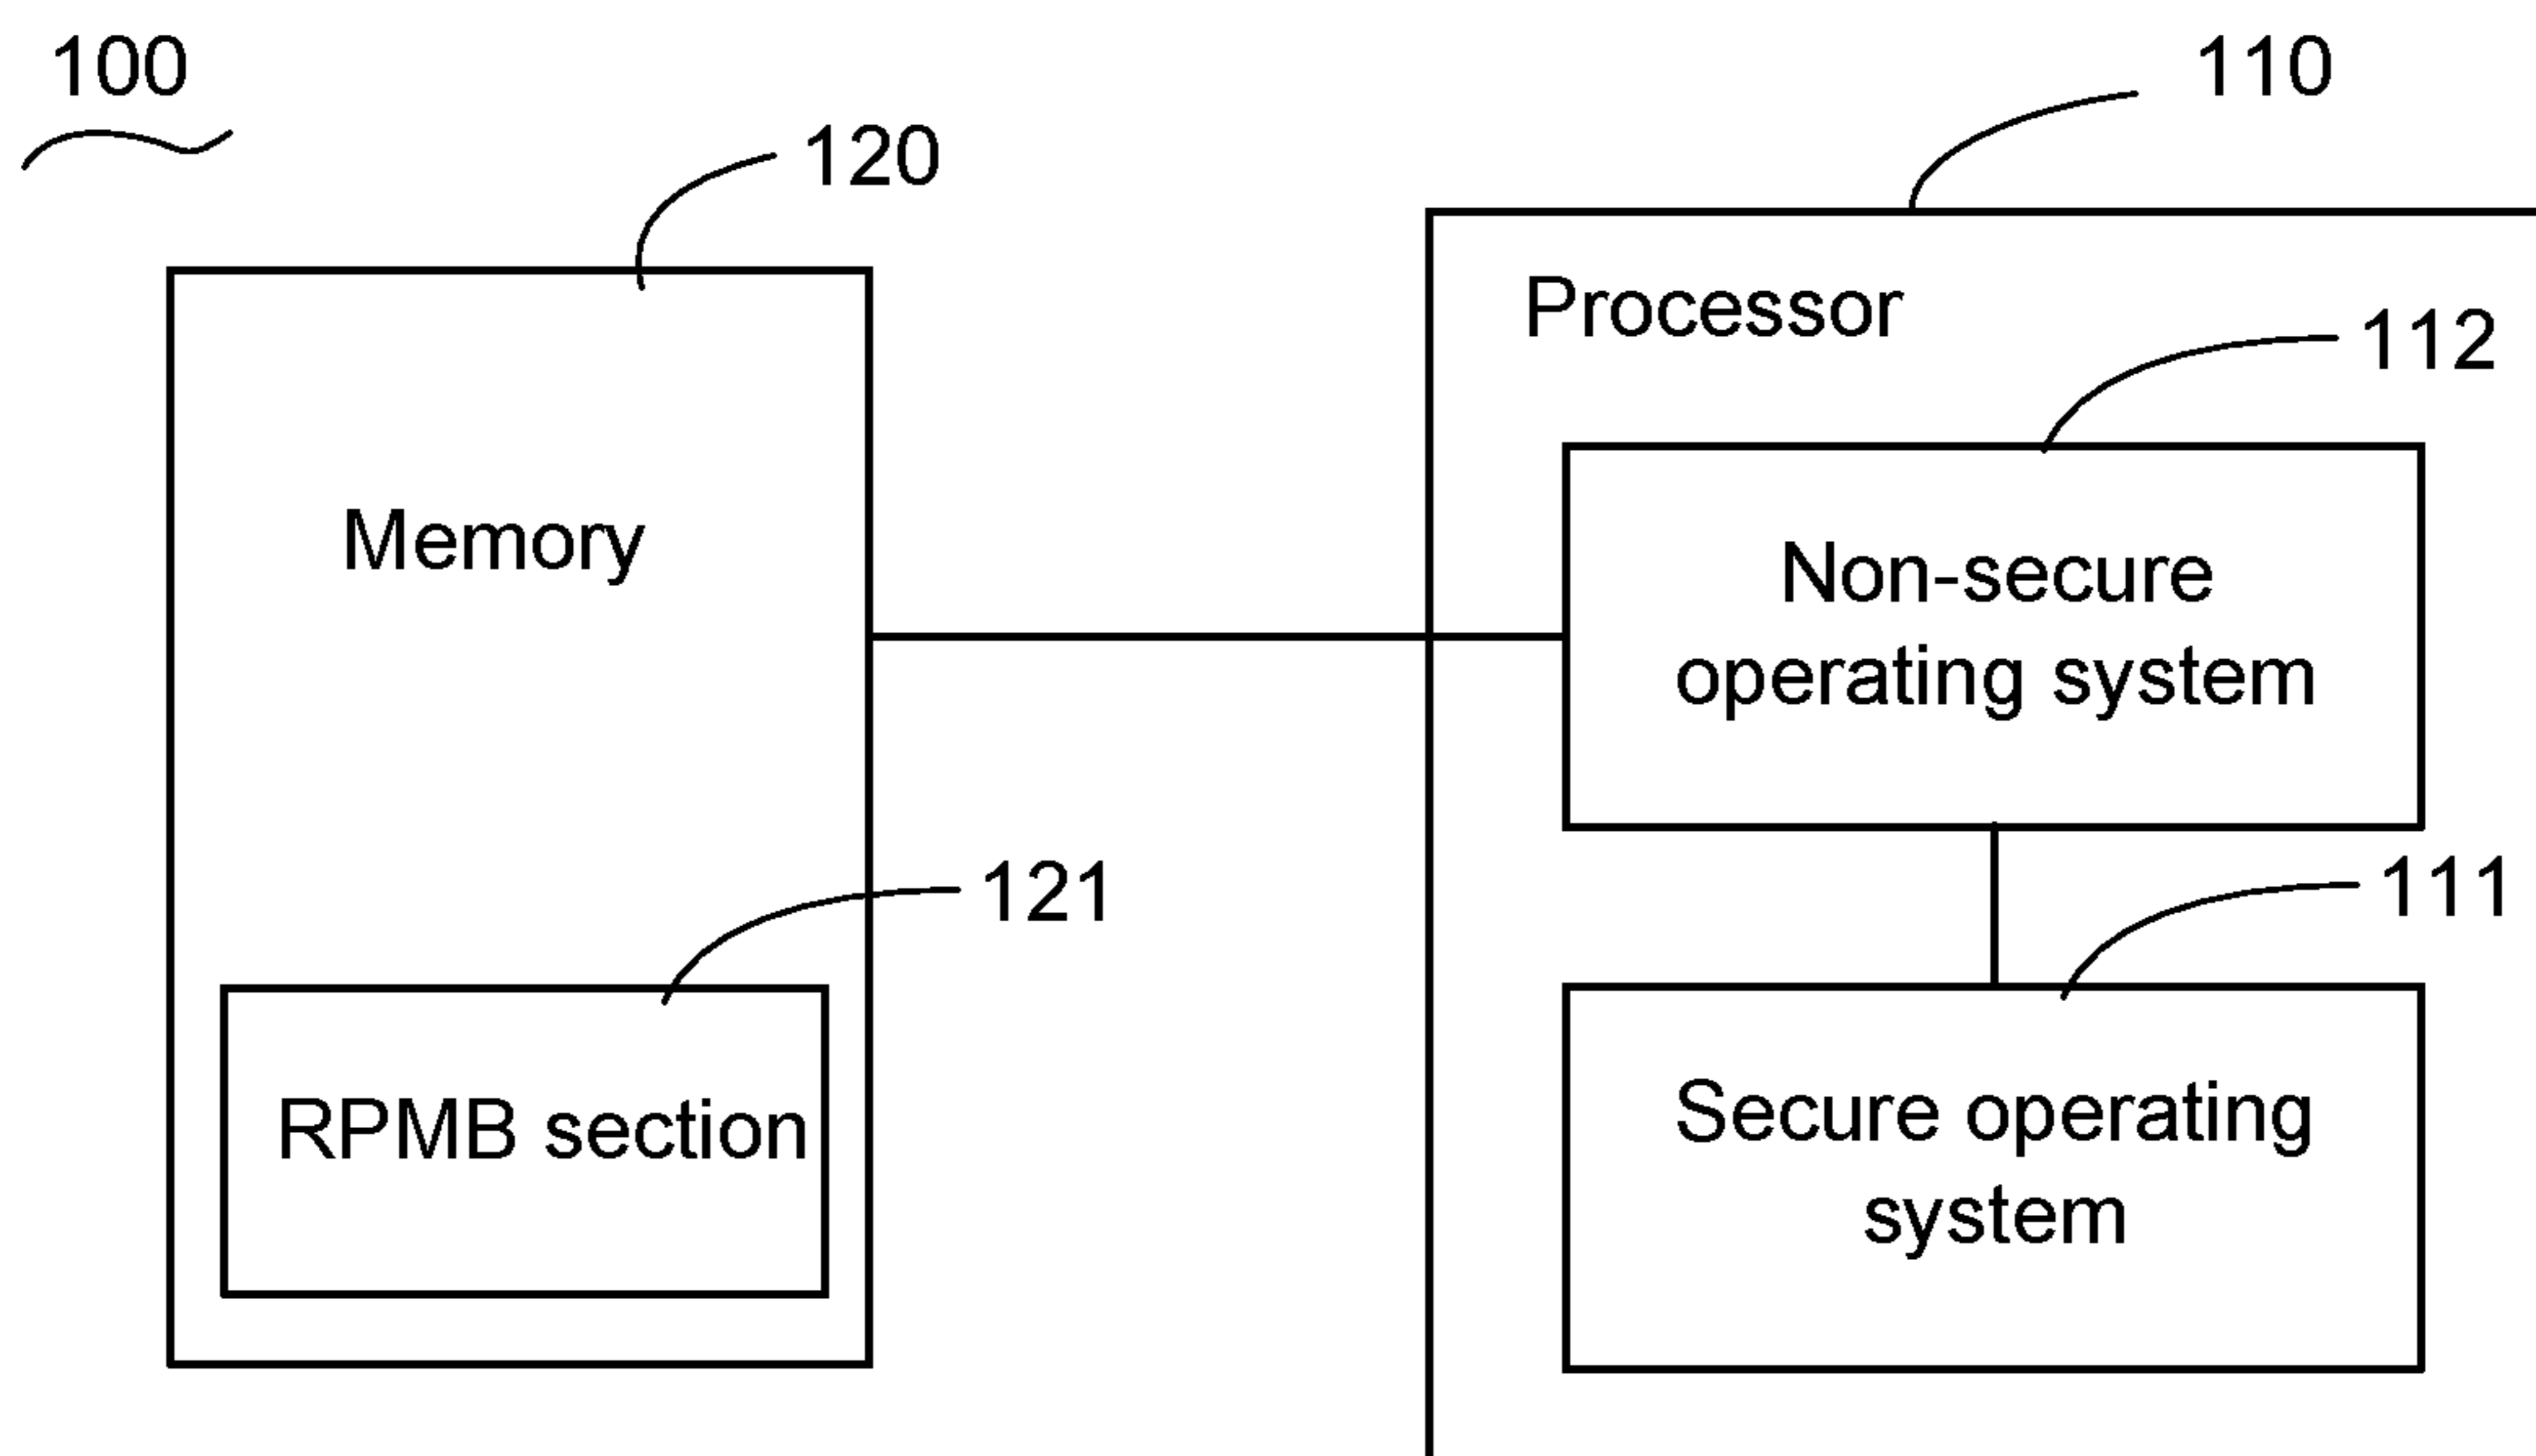 100
110
120
Processor
112
Memory
Non-secure
operating system
121
111
RPMB section
Secure operating
system